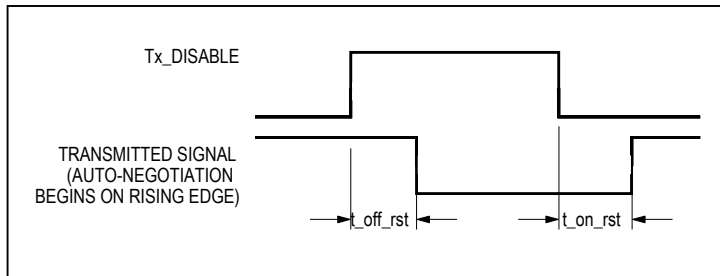 Tx_DISABLE
TRANSMITTED SIGNAL
(AUTO-NEGOTIATION
BEGINS ON RISING EDGE)
t_off_rst
t_on_rst